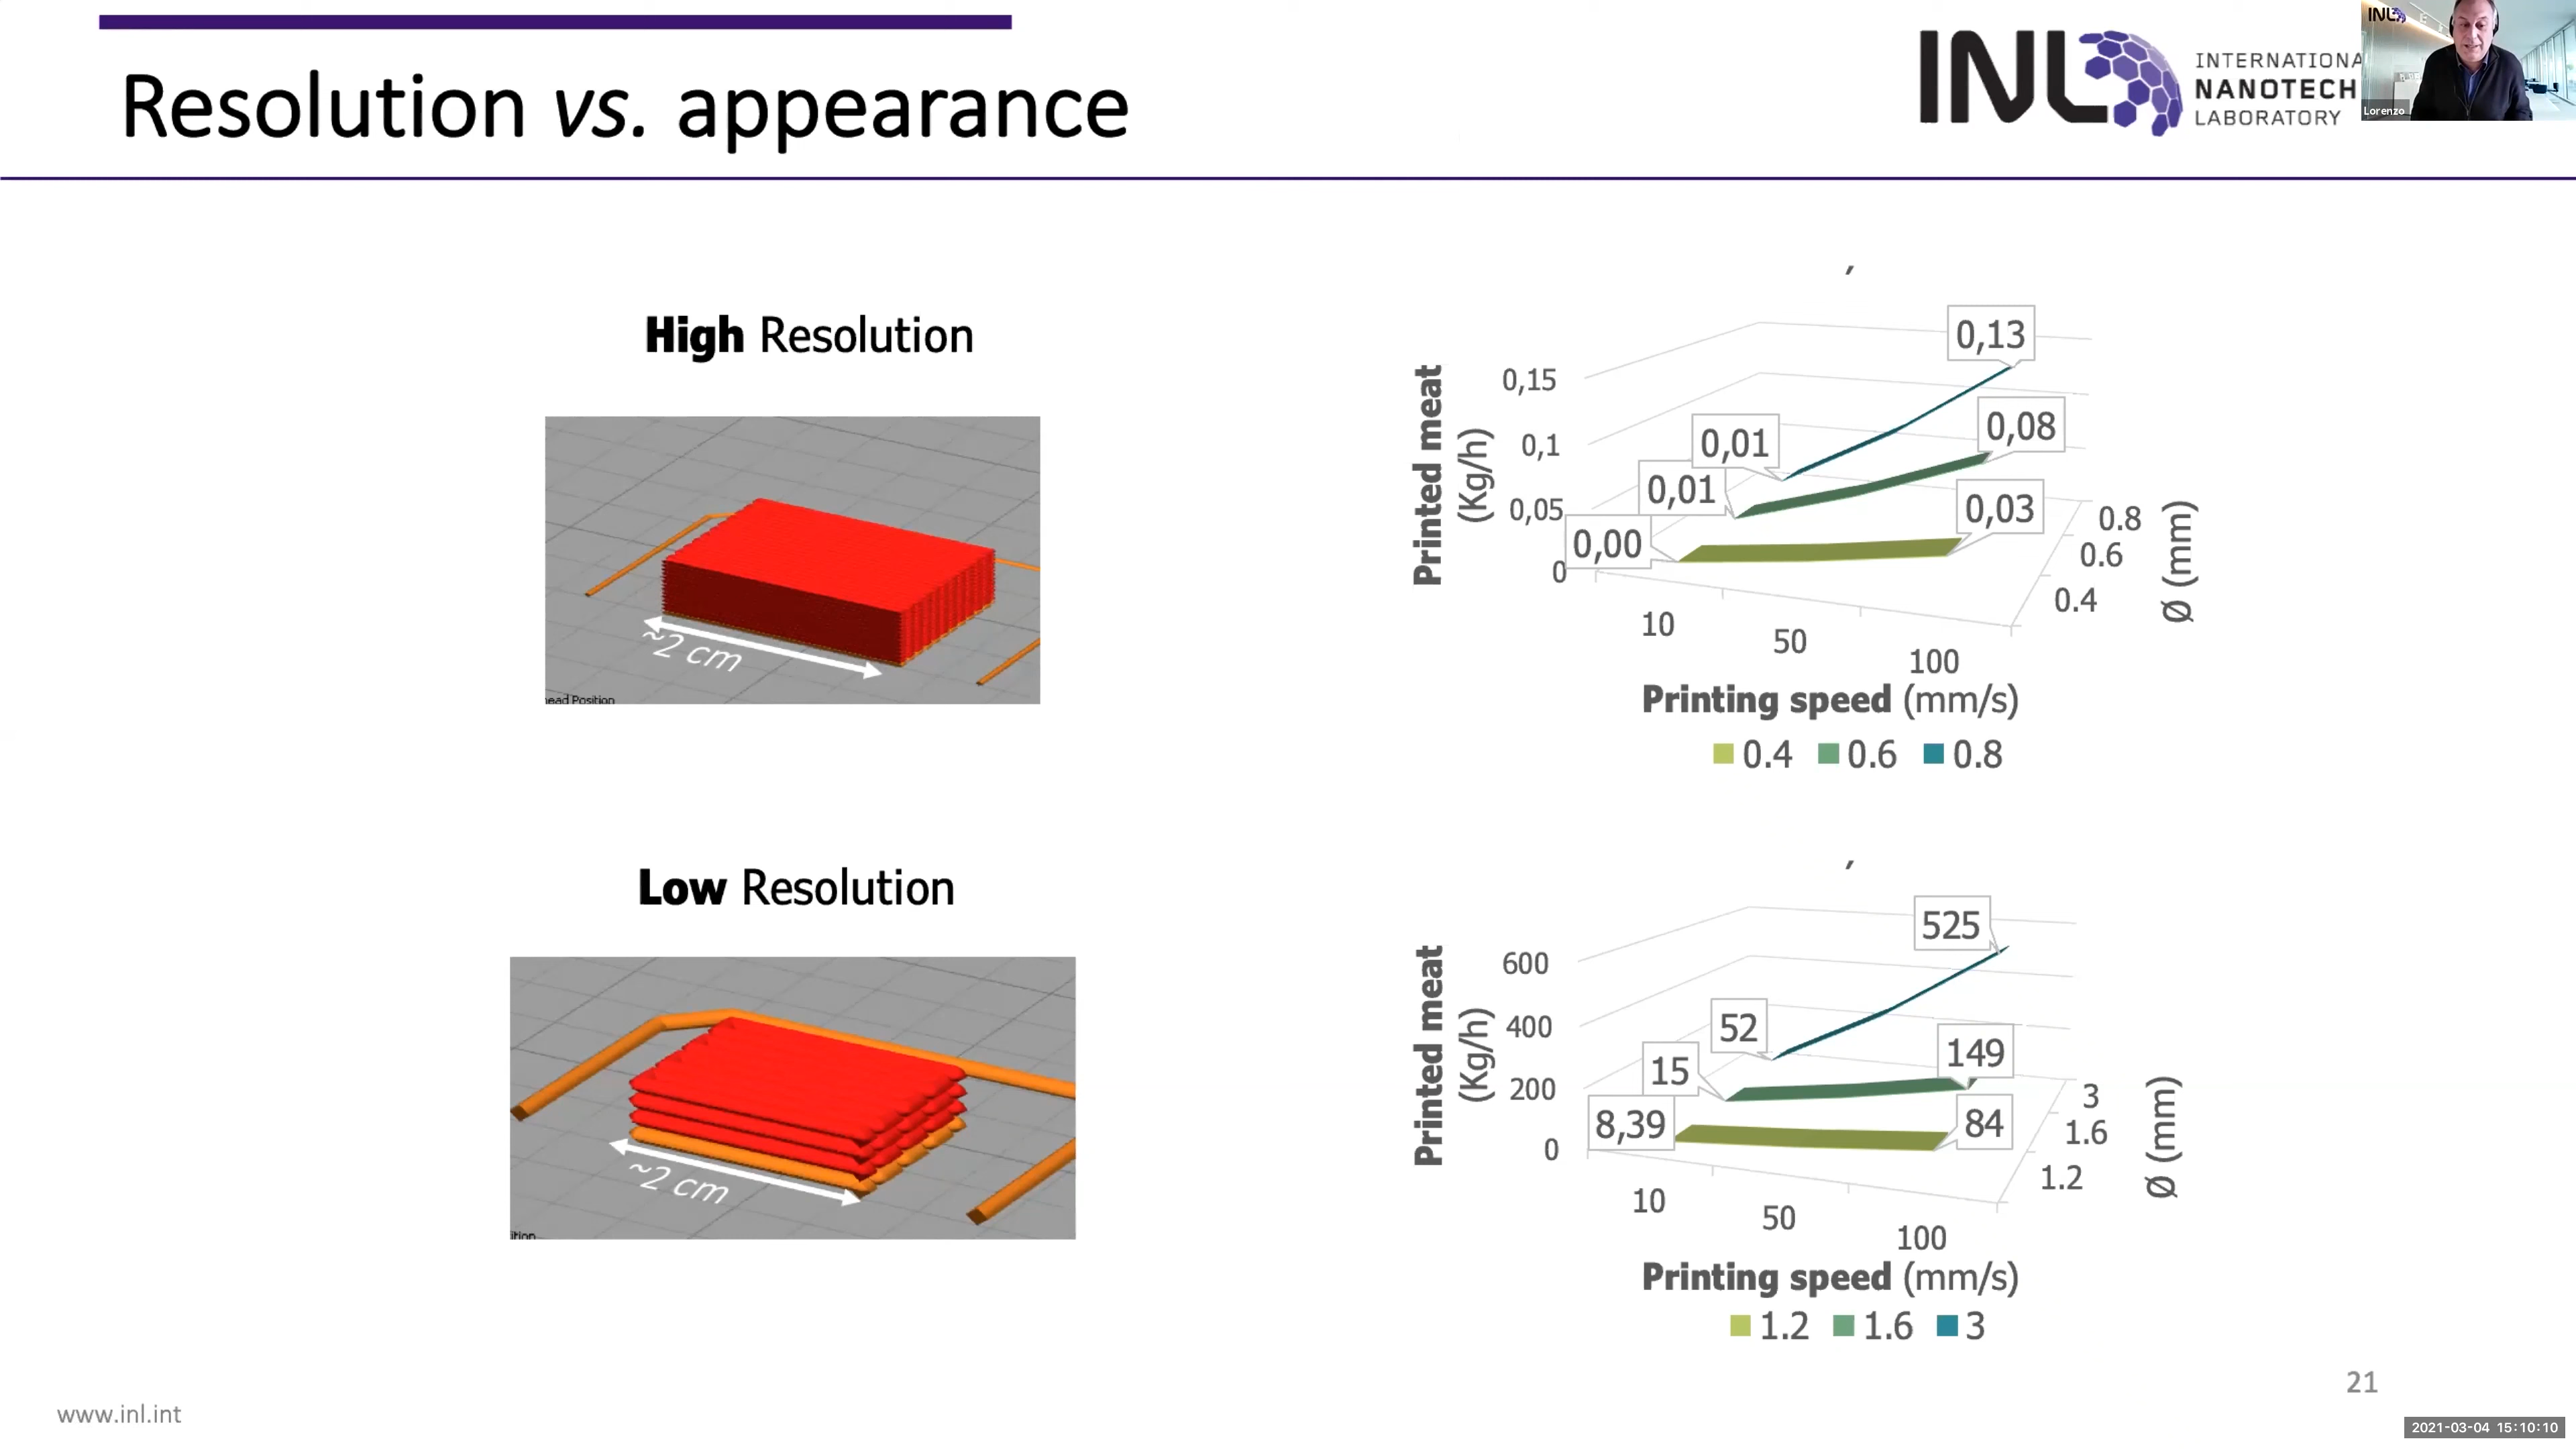 Resolution vs. appearance
INL
INTERNATIONA
NANOTECH
LABORATORY
INL
Lorenzo
High Resolution
~2 cm
ead Position
,
Printed meat
(Kg/h)
0,15
0,1
0,05
0
0,13
0,08
0,03
0,01
0,01
0,00
10
50
100
0.8
0.6
0.4
Ø (mm)
Printing speed (mm/s)
0.4 0.6 0.8
Low Resolution
~2 cm
ition
,
Printed meat
(Kg/h)
600
400
200
0
525
149
84
52
15
8,39
10
50
100
3
1.6
1.2
Ø (mm)
Printing speed (mm/s)
1.2 1.6 3
21
www.inl.int
2021-03-04 15:10:10